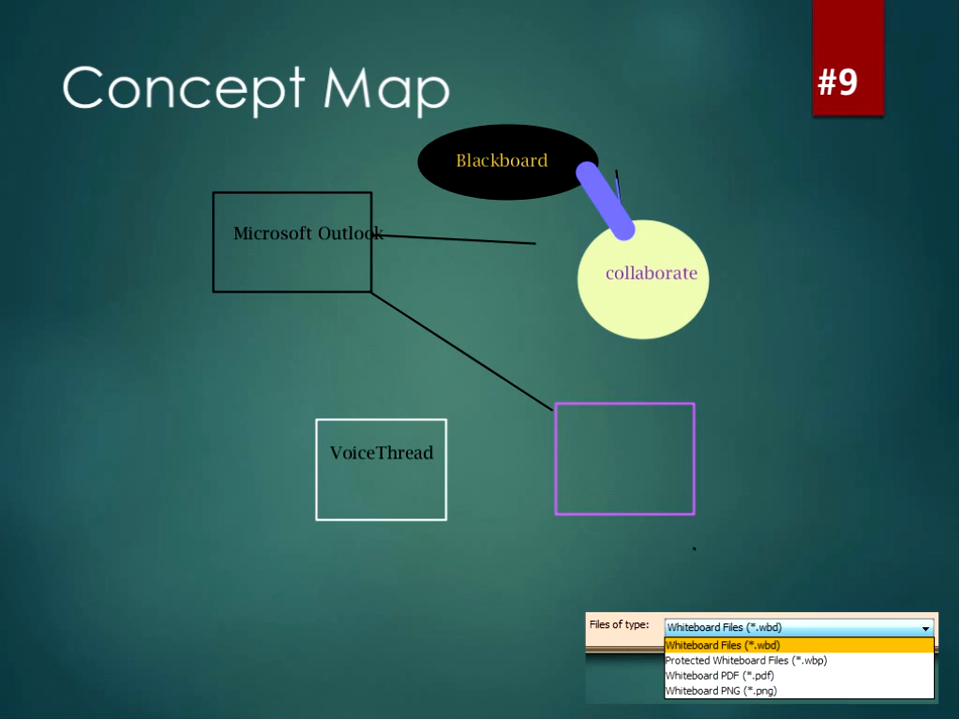 Concept Map
#9
Blackboard
Microsoft Outlook
collaborate
VoiceThread
Files of type:
Whiteboard Files (*.wbd)
Whiteboard Files (*.wbd)
Protected Whiteboard Files (*.wbp)
Whiteboard PDF (*.pdf)
Whiteboard PNG (*.png)